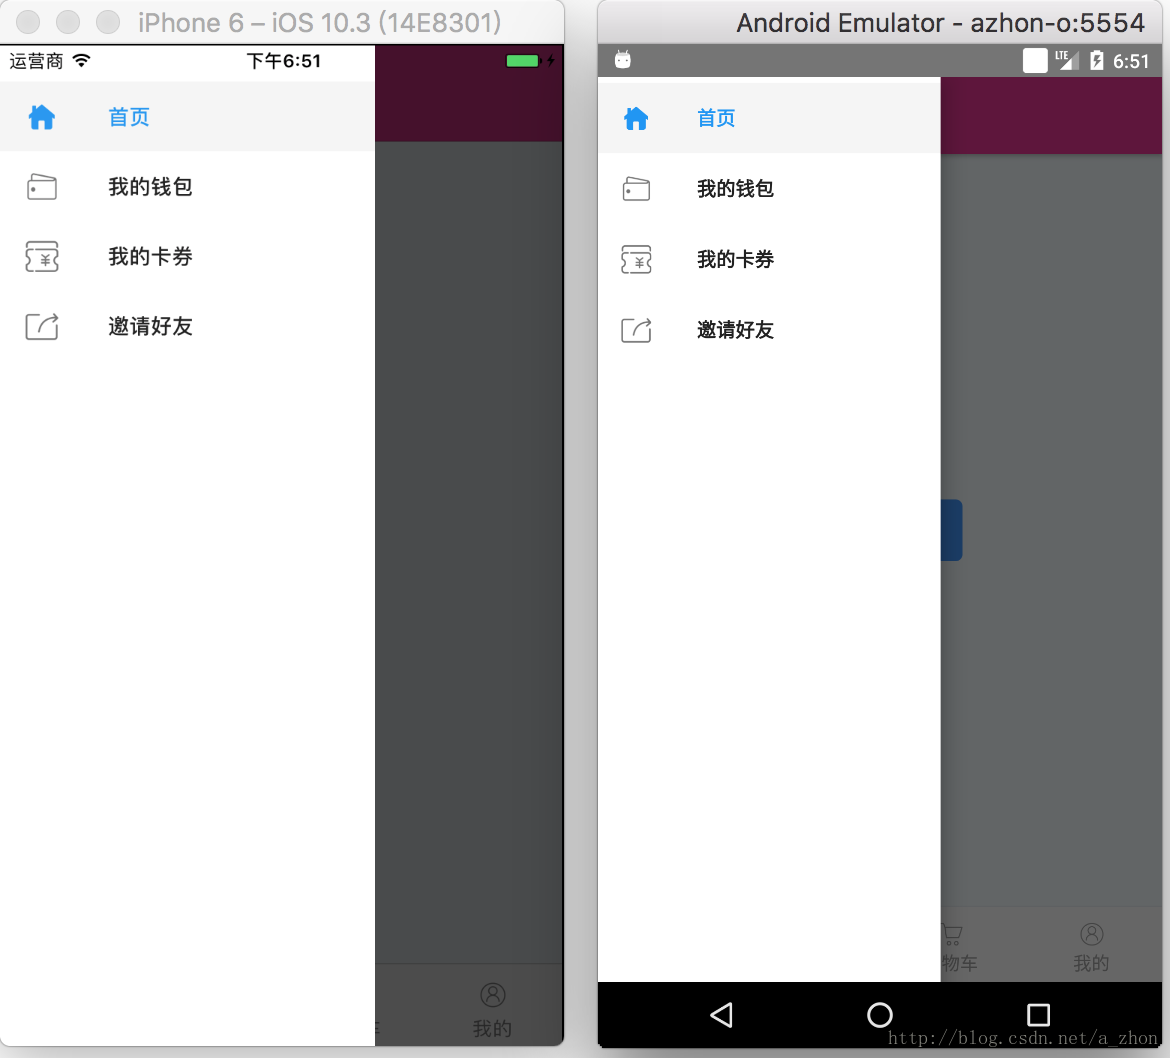 iPhone 6 – iOS 10.3 (14E8301)
运营商
下午6:51
首页
我的钱包
我的卡券
邀请好友
我的
Android Emulator - azhon-o:5554
LTE
6:51
首页
我的钱包
我的卡券
邀请好友
物车
我的
http://blog.csdn.net/a_zhon